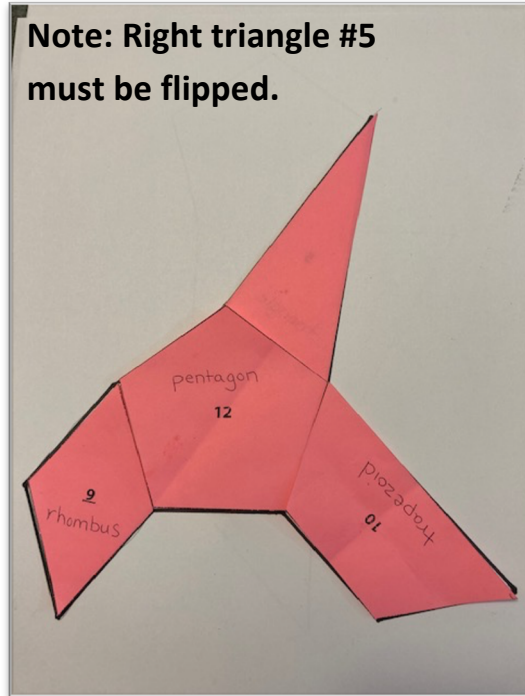 Note: Right triangle #5
must be flipped.
pentagon
12
9
rhombus
trapezoid
10